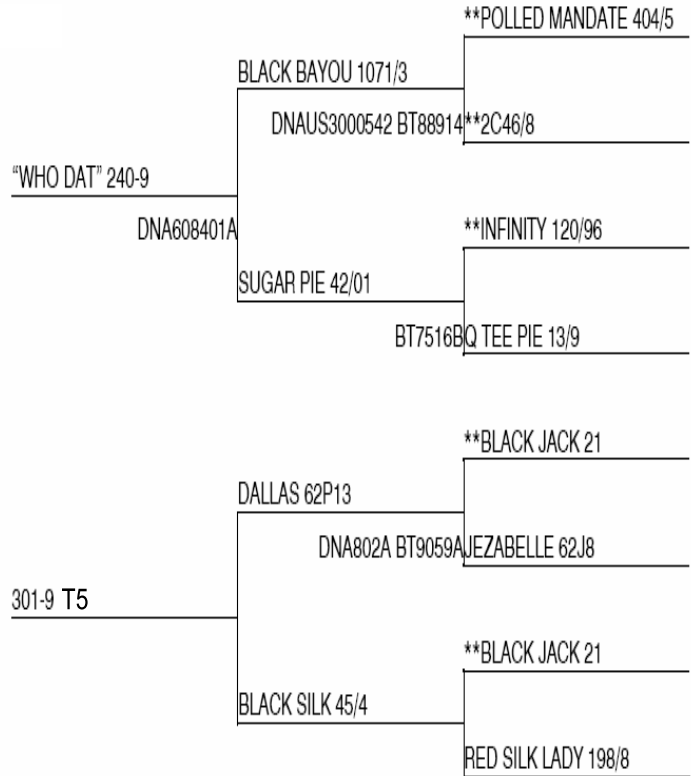 **POLLED MANDATE 404/5
BLACK BAYOU 1071/3
DNAUS3000542 BT88914 **2C46/8
"WHO DAT" 240-9
DNA608401A
**INFINITY 120/96
SUGAR PIE 42/01
BT7516BQ TEE PIE 13/9
**BLACK JACK 21
DALLAS 62P13
DNA802A BT9059AJEZABELLE 62J8
301-9 T5
**BLACK JACK 21
BLACK SILK 45/4
RED SILK LADY 198/8